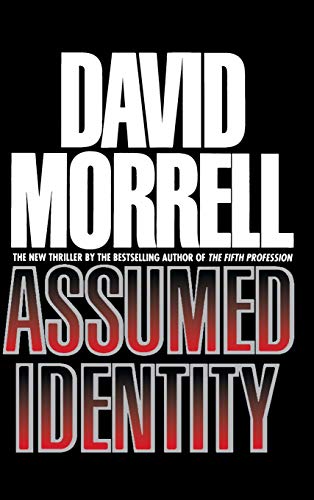 DAVID
MORRELL
THE NEW THRILLER BY THE BESTSELLING AUTHOR OF THE FIFTH PROFESSION
ASSUMED
IDENTITY